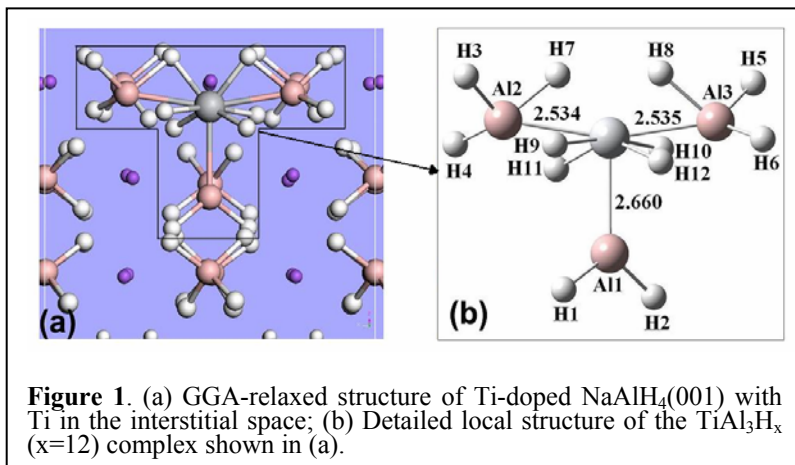 (a)
H3
H7
H8
H5
Al2
Al3
2.534
2.535
H9
H10
H4
H11
H12
H6
2.660
Al1
H1
H2
(b)
Figure 1. (a) GGA-relaxed structure of Ti-doped NaAlH4(001) with
Ti in the interstitial space; (b) Detailed local structure of the TiAl3Hx
(x=12) complex shown in (a).